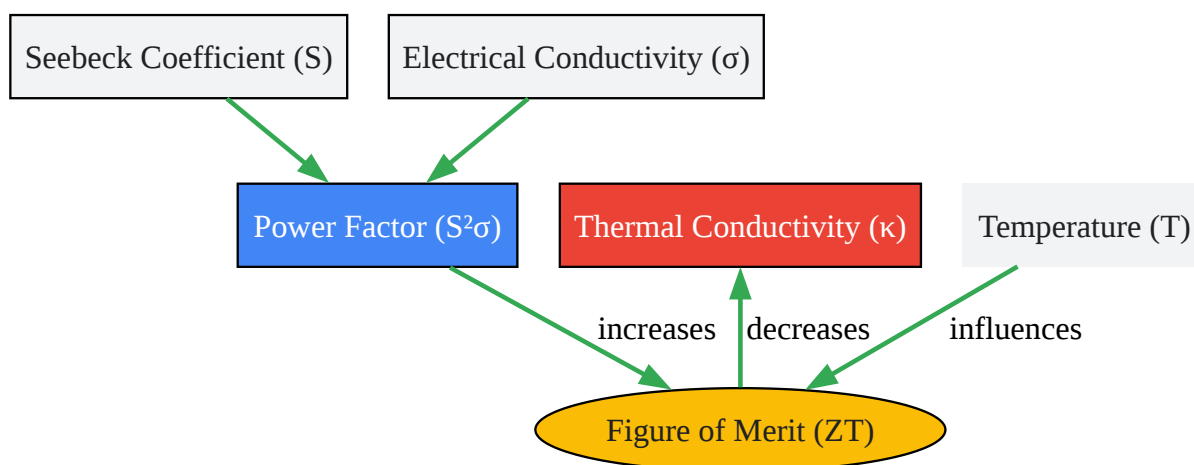 Seebeck Coefficient (S)
Electrical Conductivity (σ)
Power Factor (S²σ)
Thermal Conductivity (κ)
Temperature (T)
increases
decreases
influences
Figure of Merit (ZT)